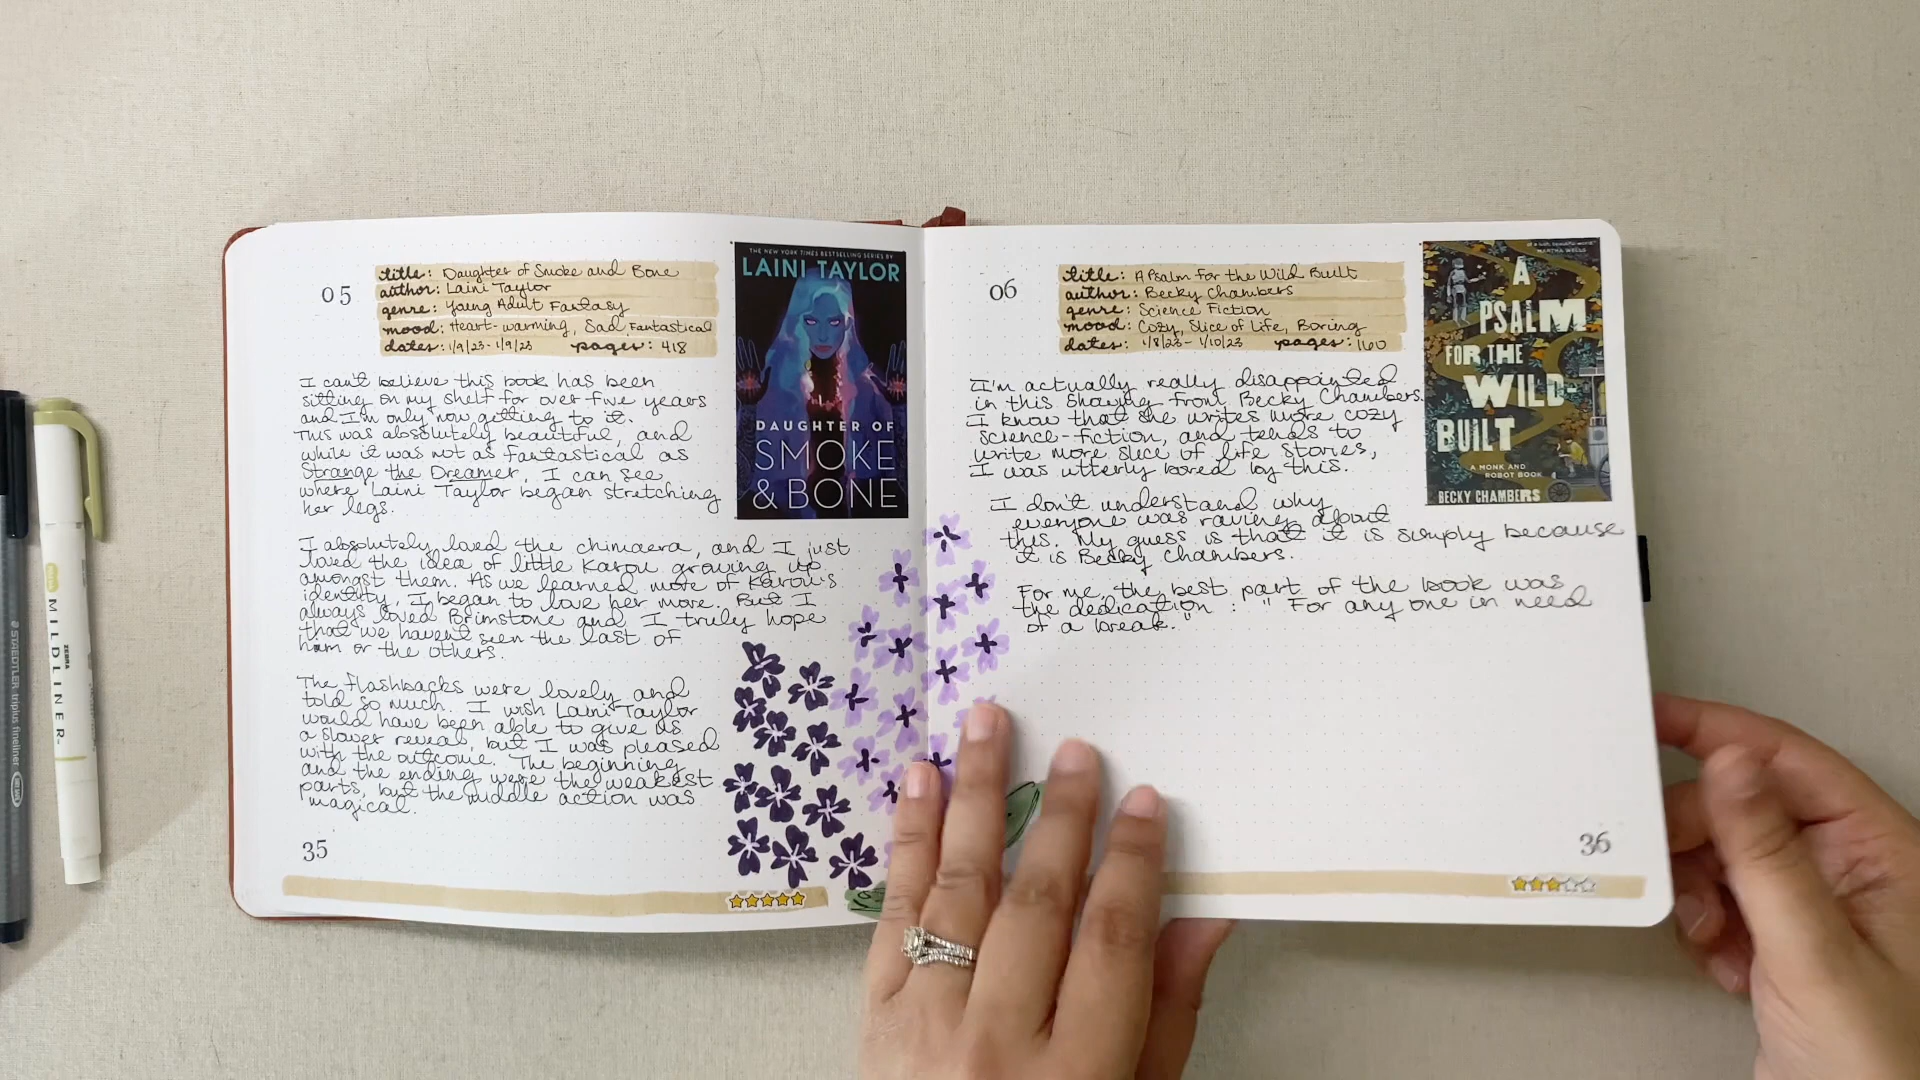 05
title: Daughter of Smoke and Bone
author: Laini Taylor
genre: Young Adult Fantasy
mood: Heart-warming, Sad, Fantastical
dates: 1/9/23-1/9/23 pages: 418
THE NEW YORK TIMES BESTSELLING SERIES BY
LAINI TAYLOR
DAUGHTER OF
SMOKE
& BONE
I can't believe this book has been
sitting on my shelf for over five years
and I'm only now getting to it.
This was absolutely beautiful, and
while it was not as fantastical as
Strange the Dreamer, I can see
where Laini Taylor began stretching
her legs.
I absolutely loved the chimaera, and I just
loved the idea of little Karou growing up
amongst them. As we learned more of Karou's
identity, I began to love her more. But I
always loved Brimstone and I truly hope
that we haven't seen the last of
him or the others.
The flashbacks were lovely and
told so much. I wish Laini Taylor
would have been able to give us
a slower reveal, but I was pleased
with the outcome. The beginning
and the ending were the weakest
parts, but the middle action was
magical.
35
06
title: A Psalm for the Wild Built
author: Becky Chambers
genre: Science Fiction
mood: Cozy, Slice of Life, Boring
dates: 1/8/23- 1/10/23 pages: 160
MARTHA WELLS
A
PSALM
FOR THE
WILD-
BUILT
A MONK AND
ROBOT BOOK
BECKY CHAMBERS
I'm actually really disappointed
in this showing from Becky Chambers.
I know that she writes more cozy
science-fiction, and tends to
write more slice of life stories,
I was utterly bored by this.
I don't understand why
everyone was raving about
this. My guess is that it is simply because
it is Becky Chambers.
For me, the best part of the book was
the dedication: "For any one in need
of a break."
36
STAEDTLER triplus fineliner
ZEBRA
MILDLINER